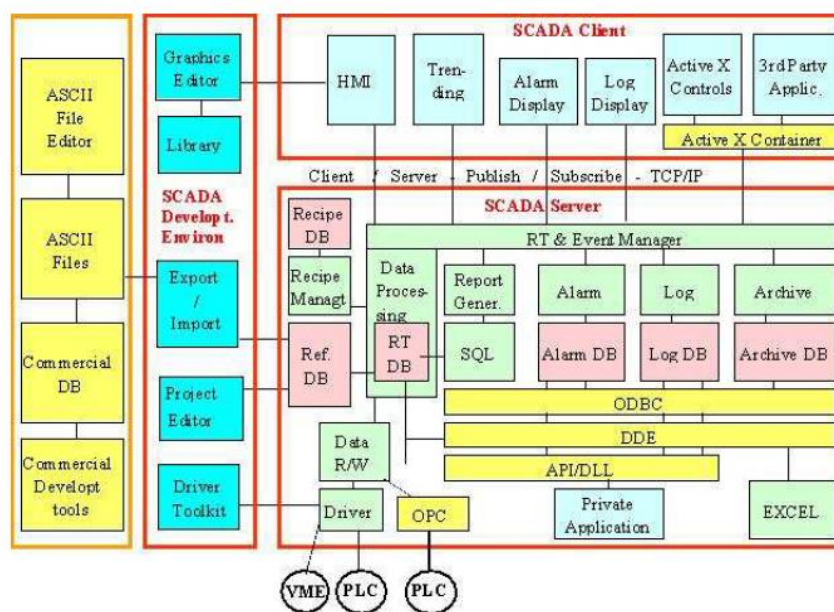 ASCII
File
Editor
ASCII
Files
Commercial
DB
Commercial
Developt
tools
Graphics
Editor
Library
SCADA
Developt.
Environ
Export
/
Import
Project
Editor
Driver
Toolkit
SCADA Client
HMI
Tren-
ding
Alarm
Display
Log
Display
Active X
Controls
3rd Party
Applic.
Active X Container
Client / Server - Publish / Subscribe - TCP/IP
SCADA Server
Recipe
DB
RT & Event Manager
Recipe
Managt
Data
Proces-
sing
Report
Gener.
Alarm
Log
Archive
Ref.
DB
RT
DB
SQL
Alarm DB
Log DB
Archive DB
ODBC
DDE
API/DLL
Data
R/W
Driver
OPC
Private
Application
EXCEL
VME
PLC
PLC